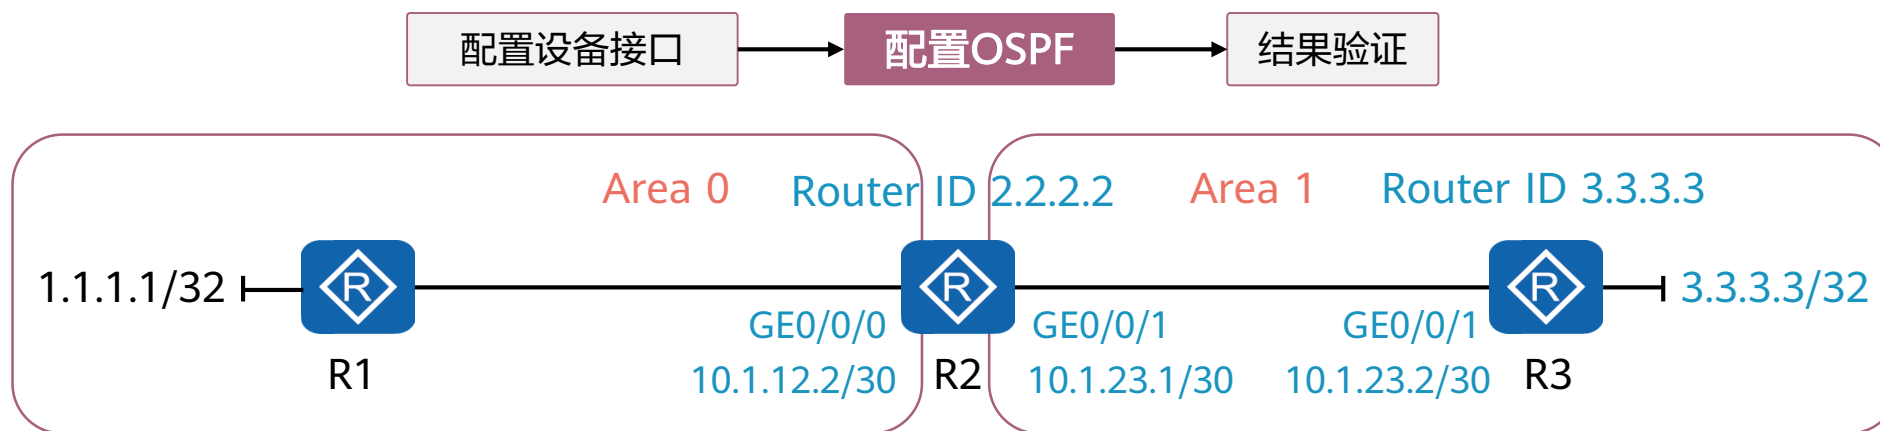 配置设备接口
配置OSPF
结果验证
Area 0
Router ID 2.2.2.2
Area 1
Router ID 3.3.3.3
1.1.1.1/32
R
R
R
3.3.3.3/32
GE0/0/0
GE0/0/1
GE0/0/1
R1
10.1.12.2/30
R2
10.1.23.1/30
10.1.23.2/30
R3